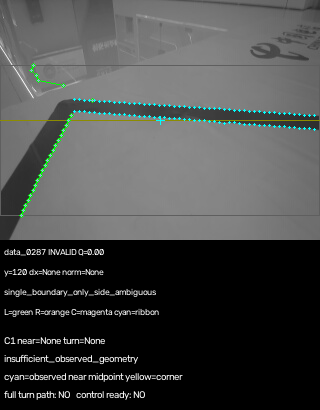 data_0287 INVALID Q=0.00
y=120 dx=None norm=None
single_boundary_only_side_ambiguous
L=green R=orange C=magenta cyan=ribbon
C1 near=None turn=None
insufficient_observed_geometry
cyan=observed near midpoint yellow=corner
full turn path: NO control ready: NO